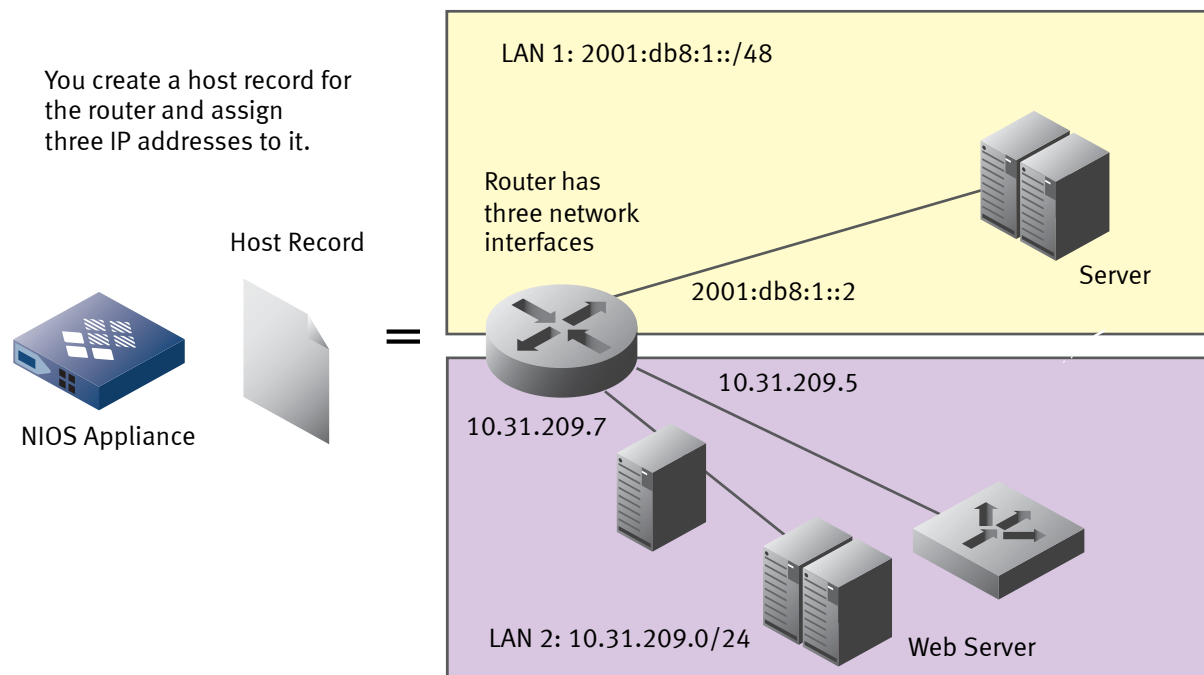 You create a host record for
the router and assign
three IP addresses to it.
Host Record
NIOS Appliance
=
LAN 1: 2001:db8:1::/48
Router has
three network
interfaces
2001:db8:1::2
Server
10.31.209.5
10.31.209.7
LAN 2: 10.31.209.0/24
Web Server